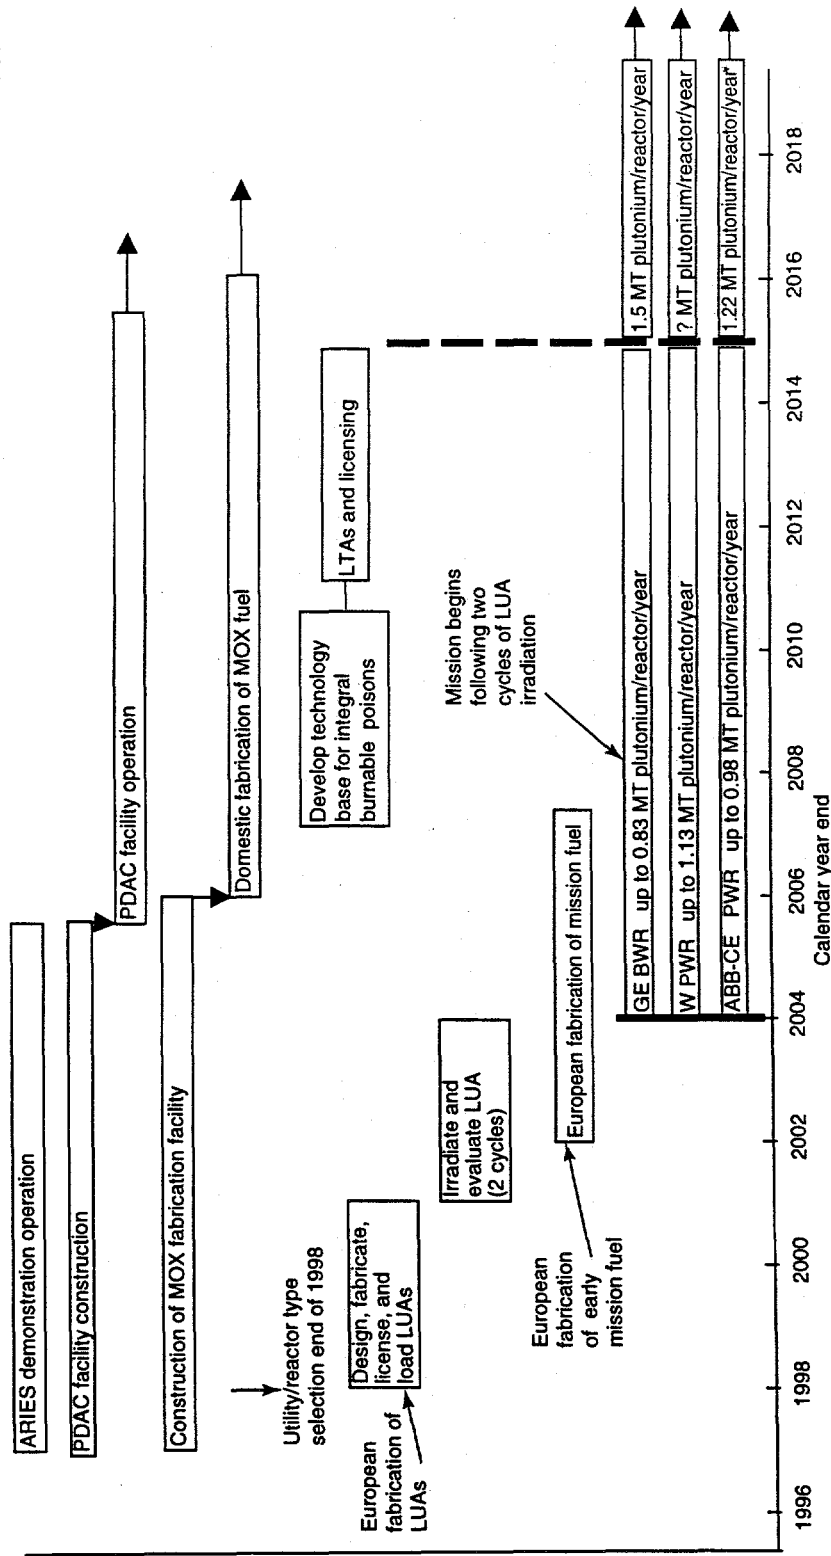 ARIES demonstration operation
PDAC facility construction
PDAC facility operation
Construction of MOX fabrication facility
Domestic fabrication of MOX fuel
Utility/reactor type
selection end of 1998
Develop technology
base for integral
burnable poisons
LTAs and licensing
European
fabrication of
LUAs
Design, fabricate,
license, and
load LUAs
Irradiate and
evaluate LUA
(2 cycles)
Mission begins
following two
cycles of LUA
irradiation
European
fabrication
of early
mission fuel
European fabrication of mission fuel
GE BWR up to 0.83 MT plutonium/reactor/year
1.5 MT plutonium/reactor/year
W PWR up to 1.13 MT plutonium/reactor/year
? MT plutonium/reactor/year
ABB-CE PWR up to 0.98 MT plutonium/reactor/year
1.22 MT plutonium/reactor/year*
1996 1998 2000 2002 2004 2006 2008 2010 2012 2014 2016 2018
Calendar year end